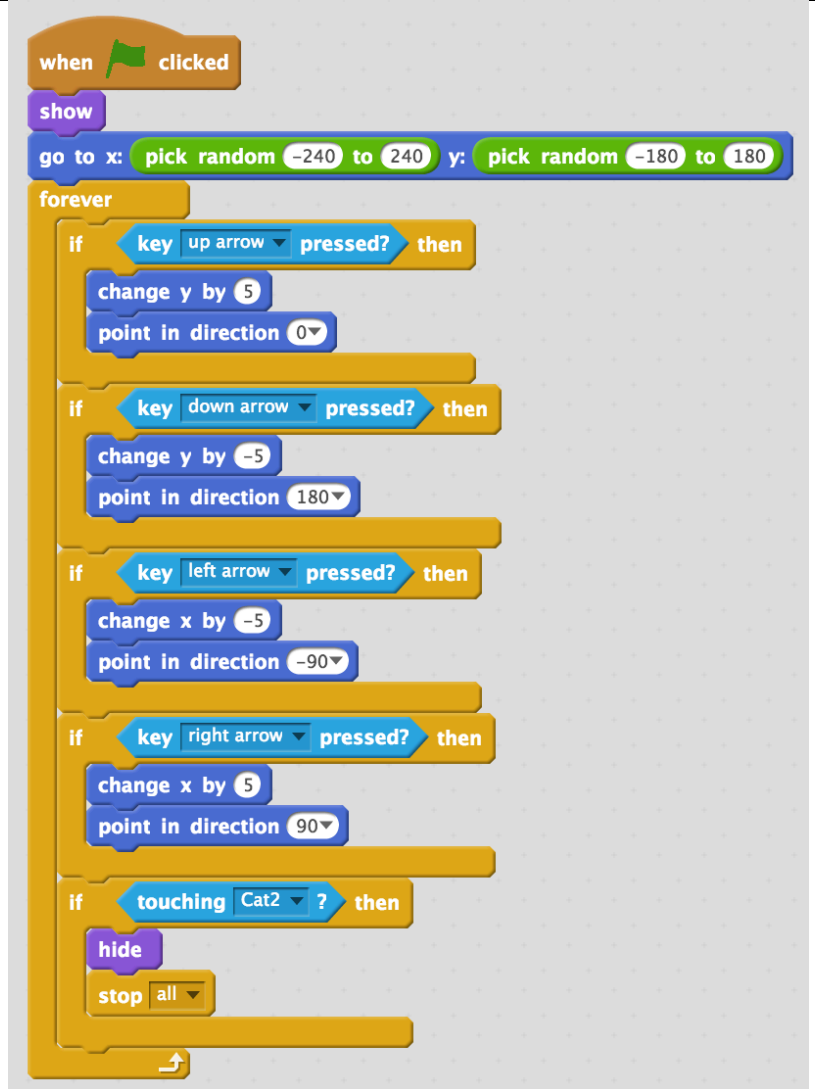 when clicked
show
go to x: pick random -240 to 240 y: pick random -180 to 180
forever
if key up arrow pressed? then
change y by 5
point in direction 0
if key down arrow pressed? then
change y by -5
point in direction 180
if key left arrow pressed? then
change x by -5
point in direction -90
if key right arrow pressed? then
change x by 5
point in direction 90
if touching Cat2 ? then
hide
stop all